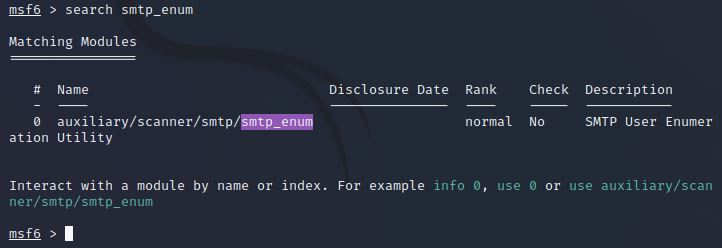 msf6 > search smtp_enum
Matching Modules
================
# Name Disclosure Date Rank Check Description
- ---- --------------- ---- ----- -----------
0 auxiliary/scanner/smtp/smtp_enum normal No SMTP User Enumer
ation Utility
Interact with a module by name or index. For example info 0, use 0 or use auxiliary/scan
ner/smtp/smtp_enum
msf6 >